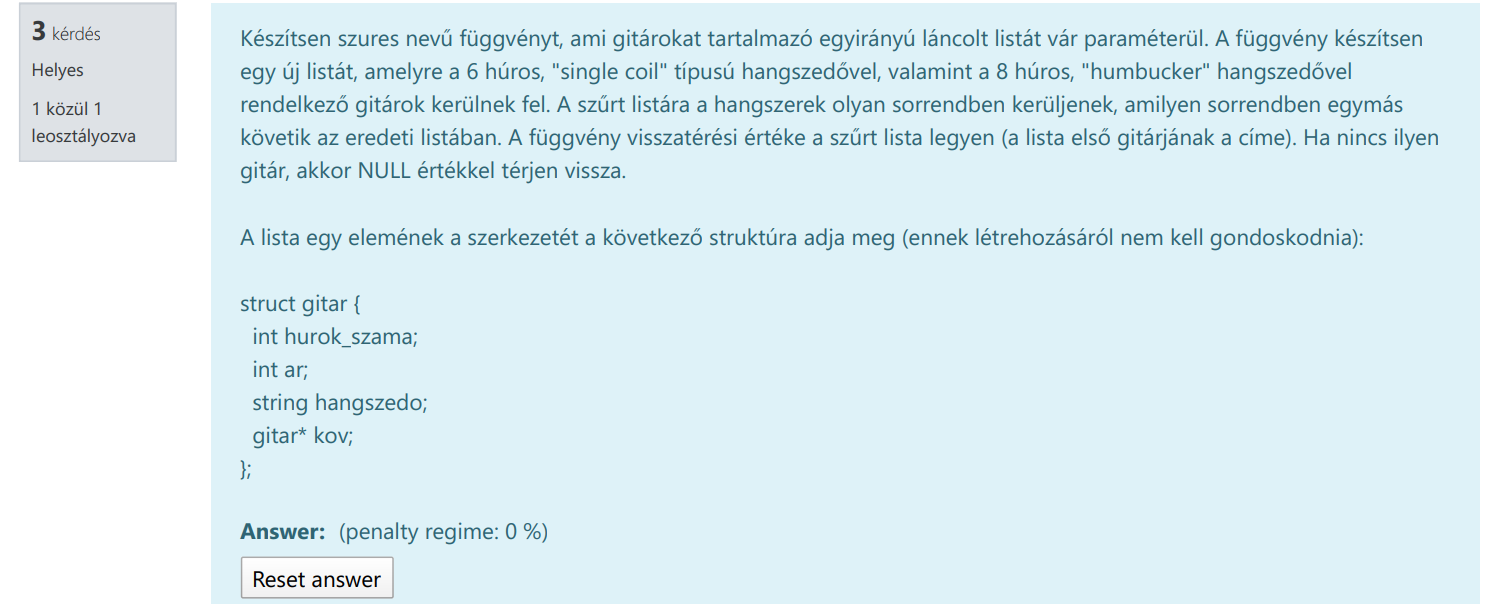 3 kérdés
Helyes
1 közül 1
leosztályozva
Készítsen szures nevű függvényt, ami gitárokat tartalmazó egyirányú láncolt listát vár paraméterül. A függvény készítsen
egy új listát, amelyre a 6 húros, "single coil" típusú hangszedővel, valamint a 8 húros, "humbucker" hangszedővel
rendelkező gitárok kerülnek fel. A szűrt listára a hangszerek olyan sorrendben kerüljenek, amilyen sorrendben egymás
követik az eredeti listában. A függvény visszatérési értéke a szűrt lista legyen (a lista első gitárjának a címe). Ha nincs ilyen
gitár, akkor NULL értékkel térjen vissza.
A lista egy elemének a szerkezetét a következő struktúra adja meg (ennek létrehozásáról nem kell gondoskodnia):
struct gitar {
int hurok_szama;
int ar;
string hangszedo;
gitar* kov;
};
Answer: (penalty regime: 0 %)
Reset answer